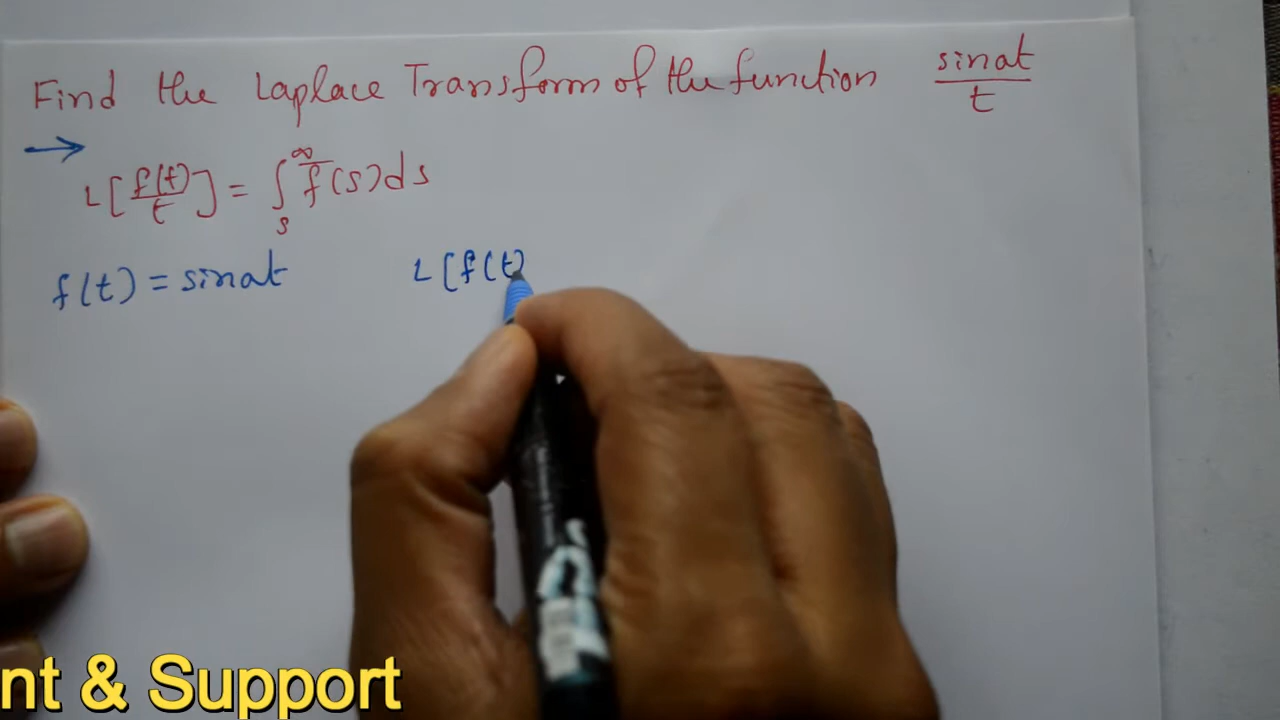 Find the Laplace Transform of the function sinat/t
→
L[f(t)/t] = ∫_s^∞ f̅(s)ds
f(t) = sinat L[f(t)
nt & Support